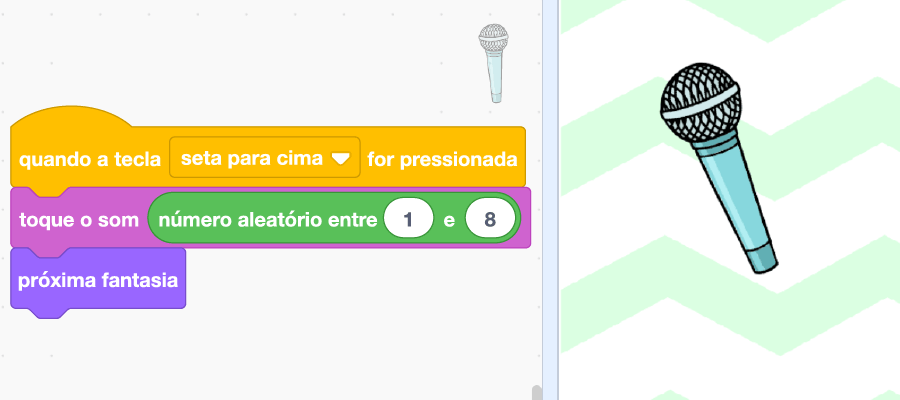 quando a tecla seta para cima for pressionada
toque o som número aleatório entre 1 e 8
próxima fantasia